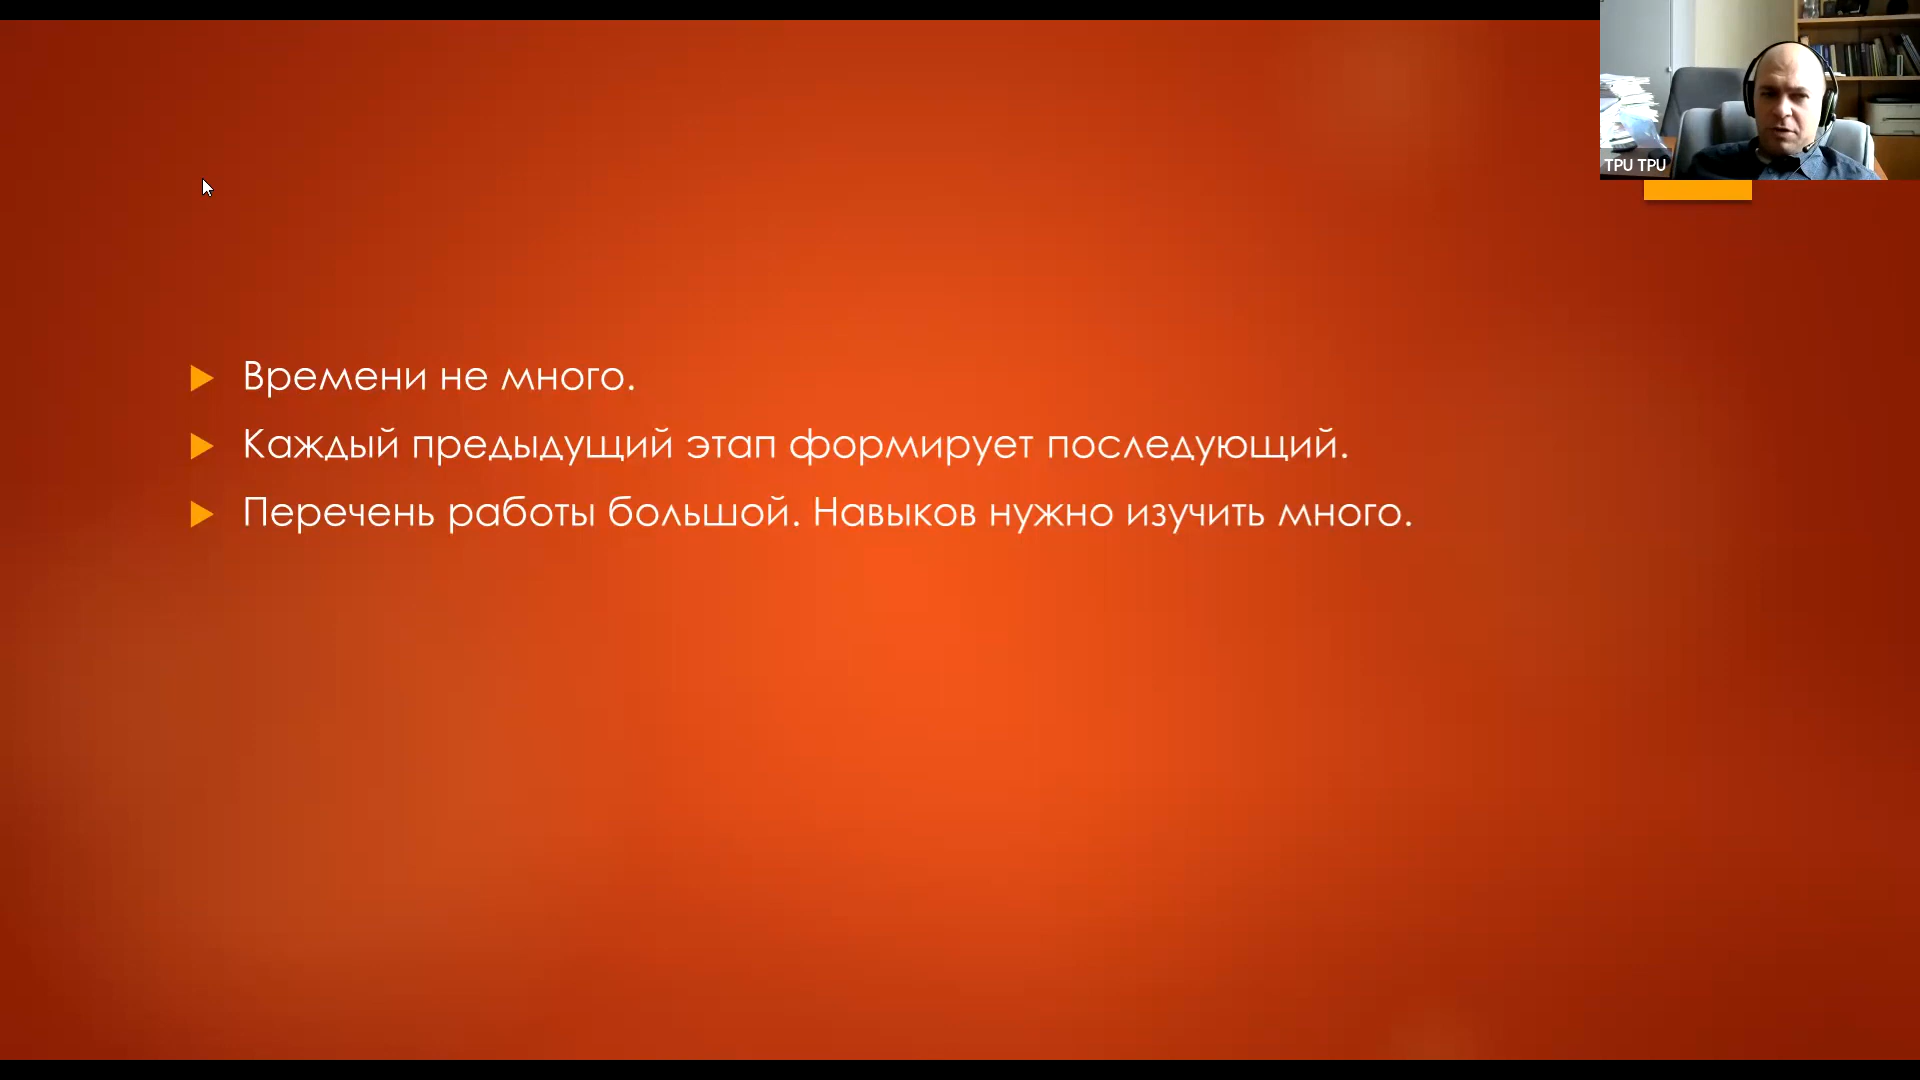 TPU TPU
Времени не много.
Каждый предыдущий этап формирует последующий.
Перечень работы большой. Навыков нужно изучить много.